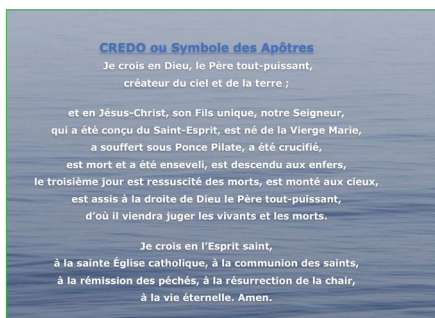 CREDO ou Symbole des Apôtres
Je crois en Dieu, le Père tout-puissant,
créateur du ciel et de la terre ;
et en Jésus-Christ, son Fils unique, notre Seigneur,
qui a été conçu du Saint-Esprit, est né de la Vierge Marie,
a souffert sous Ponce Pilate, a été crucifié,
est mort et a été enseveli, est descendu aux enfers,
le troisième jour est ressuscité des morts, est monté aux cieux,
est assis à la droite de Dieu le Père tout-puissant,
d'où il viendra juger les vivants et les morts.
Je crois en l'Esprit saint,
à la sainte Église catholique, à la communion des saints,
à la rémission des péchés, à la résurrection de la chair,
à la vie éternelle. Amen.